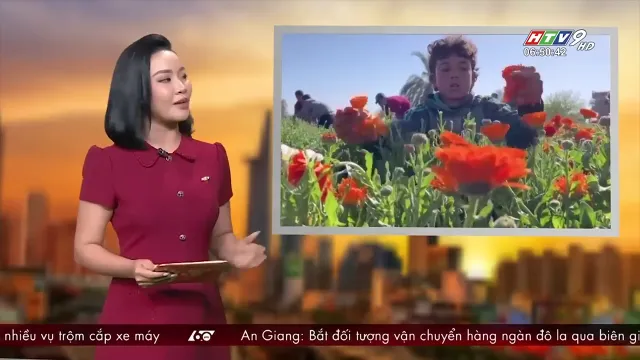 HTV9 HD
06:50:42
nhiều vụ trộm cắp xe máy
60
An Giang: Bắt đối tượng vận chuyển hàng ngàn đô la qua biên g